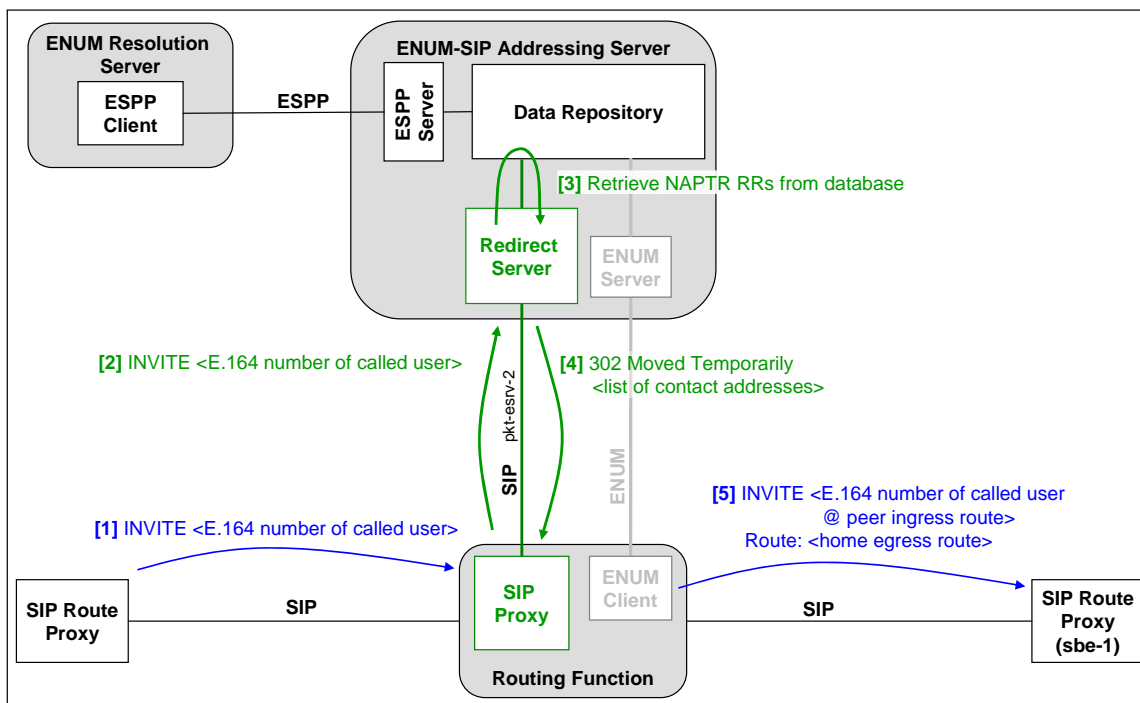 ENUM Resolution
Server
ESPP
Client
ESPP
ENUM-SIP Addressing Server
ESPP
Server
Data Repository
[3] Retrieve NAPTR RRs from database
Redirect
Server
ENUM
Server
[2] INVITE <E.164 number of called user>
[4] 302 Moved Temporarily
<list of contact addresses>
SIP
pkt-esrv-2
ENUM
[1] INVITE <E.164 number of called user>
[5] INVITE <E.164 number of called user
@ peer ingress route>
Route: <home egress route>
SIP Route
Proxy
SIP
SIP
Proxy
ENUM
Client
Routing Function
SIP
SIP Route
Proxy
(sbe-1)